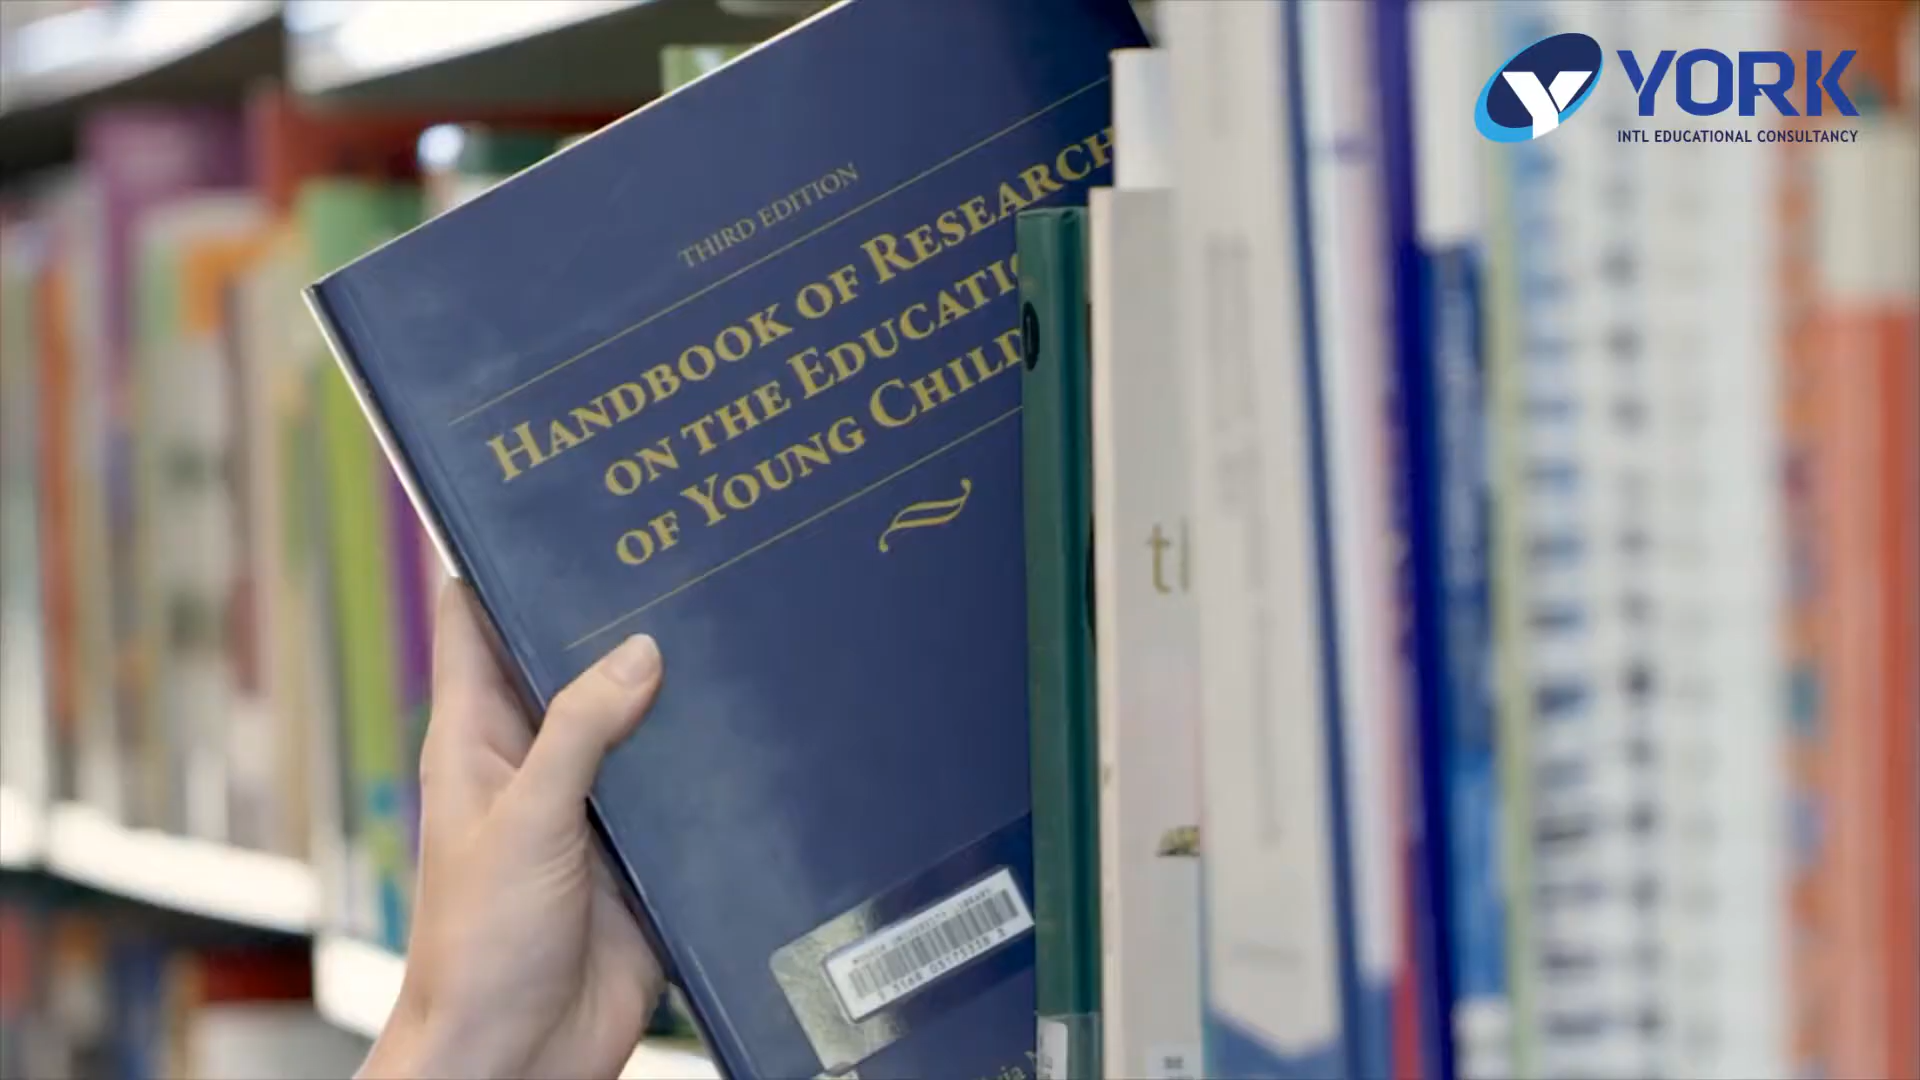 YORK
INTL EDUCATIONAL CONSULTANCY
THIRD EDITION
HANDBOOK OF RESEARCH
ON THE EDUCATIO
OF YOUNG CHILD